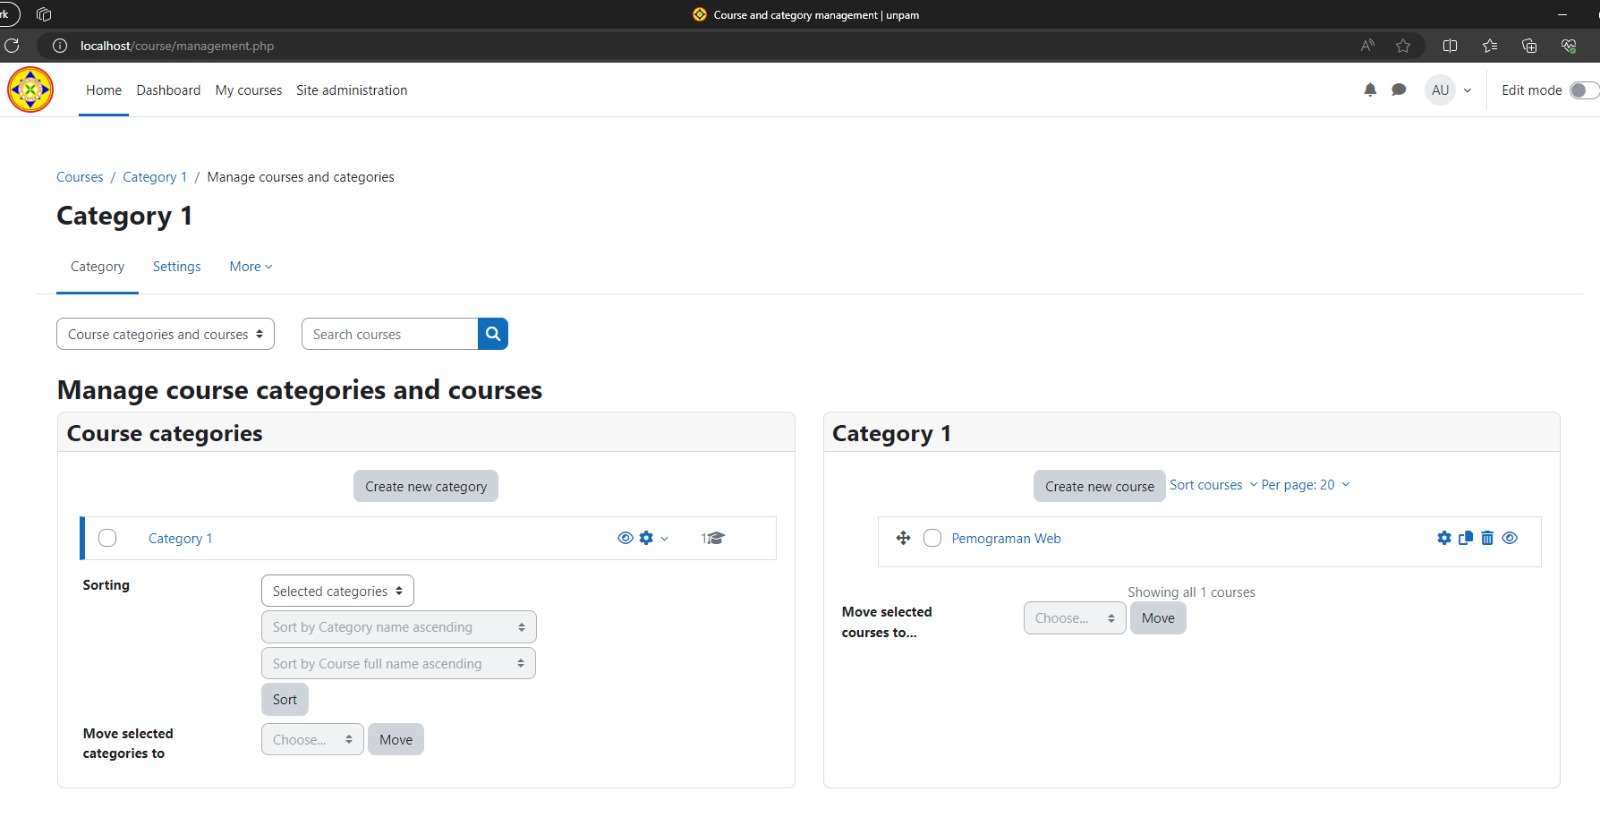 rk
Course and category management | unpam
localhost/course/management.php
Home Dashboard My courses Site administration
AU
Edit mode
Courses / Category 1 / Manage courses and categories
Category 1
Category Settings More
Course categories and courses
Search courses
Manage course categories and courses
Course categories
Create new category
Category 1
1
Sorting
Selected categories
Sort by Category name ascending
Sort by Course full name ascending
Sort
Move selected
categories to
Choose...
Move
Category 1
Create new course Sort courses Per page: 20
Pemograman Web
Showing all 1 courses
Move selected
courses to...
Choose...
Move